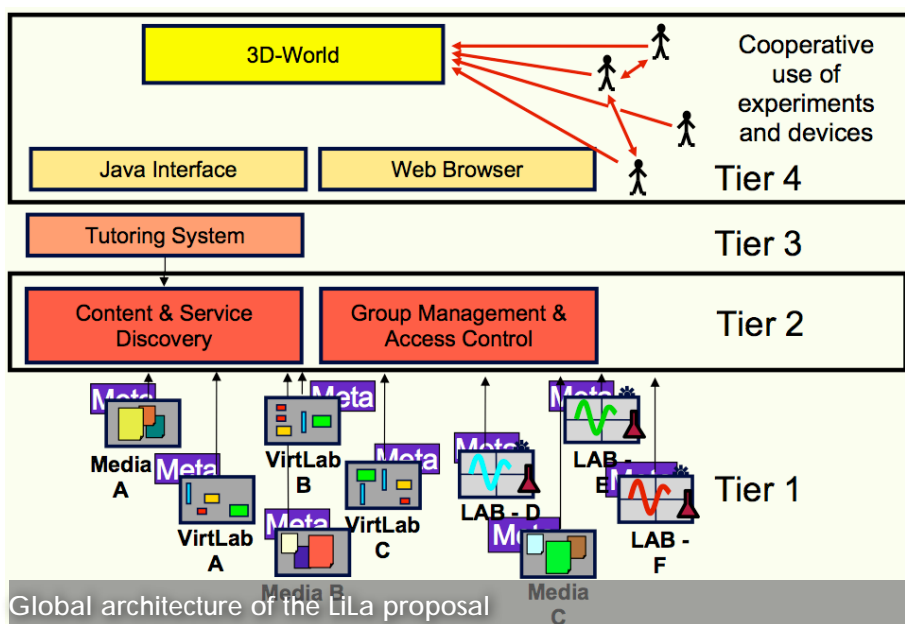 3D-World
Cooperative
use of
experiments
and devices
Java Interface
Web Browser
Tier 4
Tutoring System
Tier 3
Content & Service
Discovery
Group Management &
Access Control
Tier 2
Meta
Media
A
Meta
VirtLab
A
Meta
VirtLab
B
Meta
Media B
Meta
VirtLab
C
Meta
LAB - D
Meta
LAB -
E
Meta
Media
C
Meta
LAB -
F
Tier 1
Global architecture of the LiLa proposal